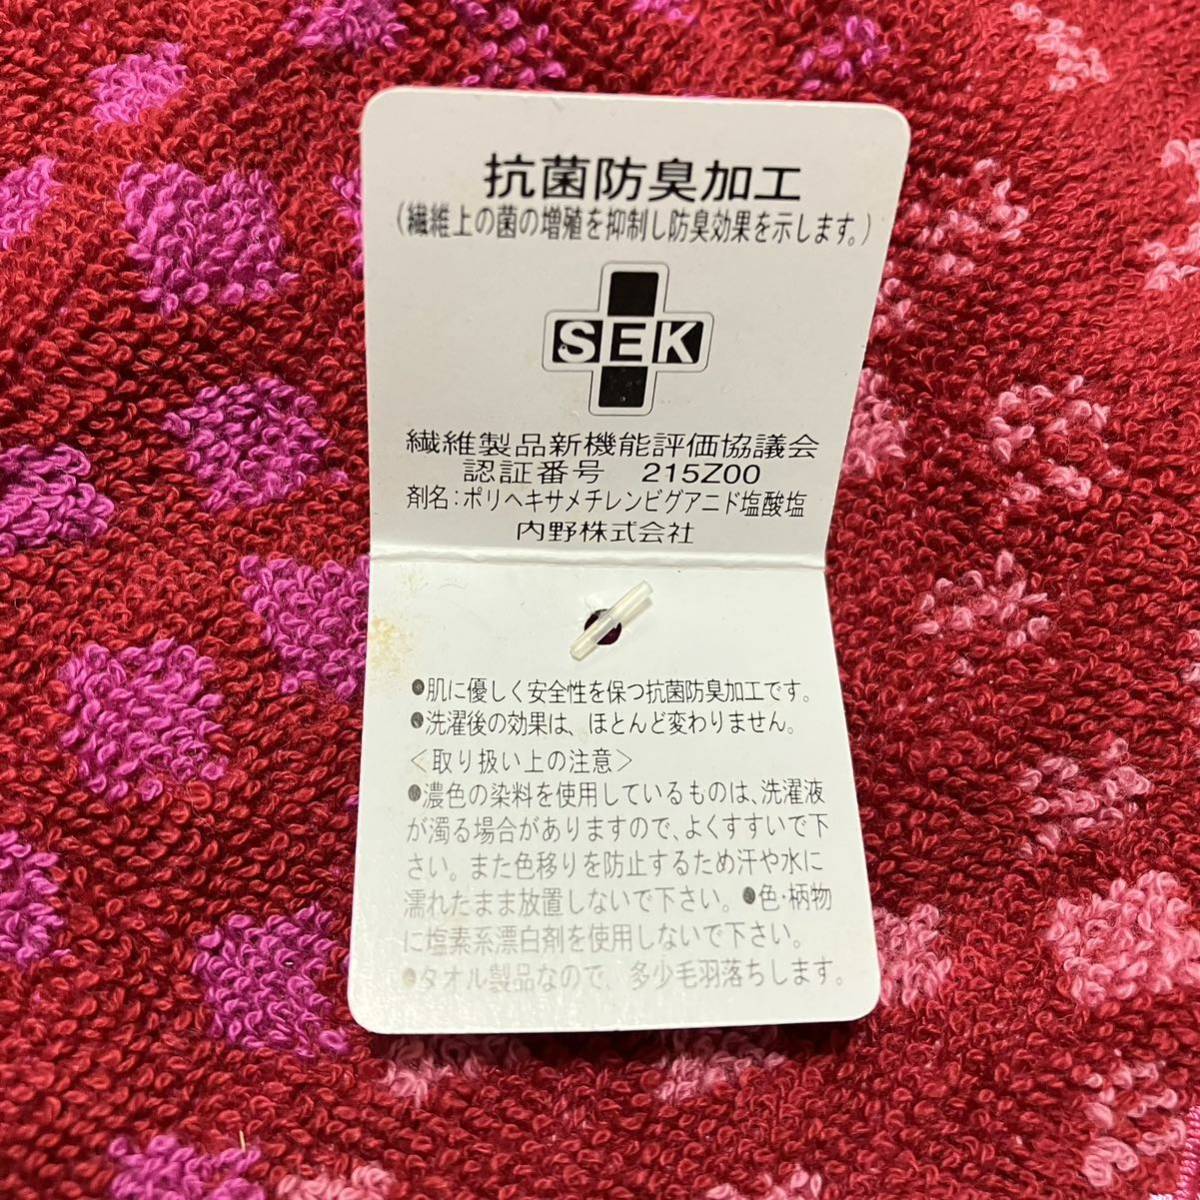 抗菌防臭加工
(繊維上の菌の増殖を抑制し防臭効果を示します。)
SEK
繊維製品新機能評価協議会
認証番号 215Z00
剤名:ポリヘキサメチレンビグアニド塩酸塩
内野株式会社
●肌に優しく安全性を保つ抗菌防臭加工です。
●洗濯後の効果は、ほとんど変わりません。
<取り扱い上の注意>
●濃色の染料を使用しているものは、洗濯液
が濁る場合がありますので、よくすすいで下
さい。また色移りを防止するため汗や水に
濡れたまま放置しないで下さい。●色・柄物
に塩素系漂白剤を使用しないで下さい。
●タオル製品なので、多少毛羽落ちします。